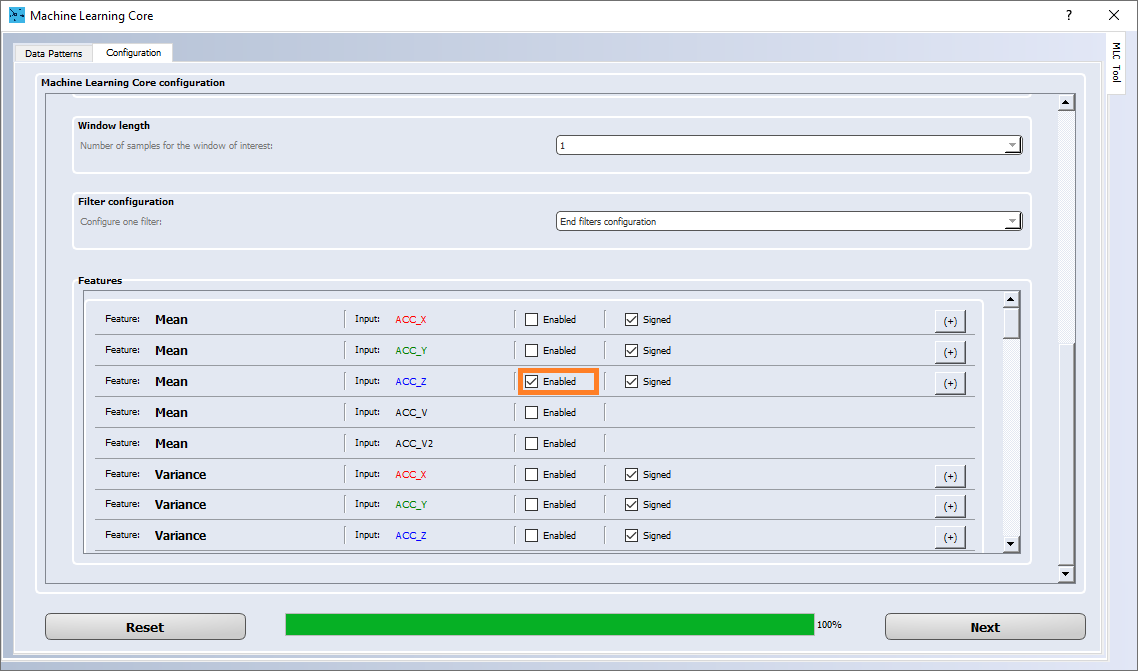 Machine Learning Core ?
MLC Tool
Data Patterns Configuration
Machine Learning Core configuration
Window length
Number of samples for the window of interest: 1
Filter configuration
Configure one filter: End filters configuration
Features
Feature: Mean Input: ACC_X Enabled Signed (+)
Feature: Mean Input: ACC_Y Enabled Signed (+)
Feature: Mean Input: ACC_Z Enabled Signed (+)
Feature: Mean Input: ACC_V Enabled
Feature: Mean Input: ACC_V2 Enabled
Feature: Variance Input: ACC_X Enabled Signed (+)
Feature: Variance Input: ACC_Y Enabled Signed (+)
Feature: Variance Input: ACC_Z Enabled Signed (+)
Reset 100% Next